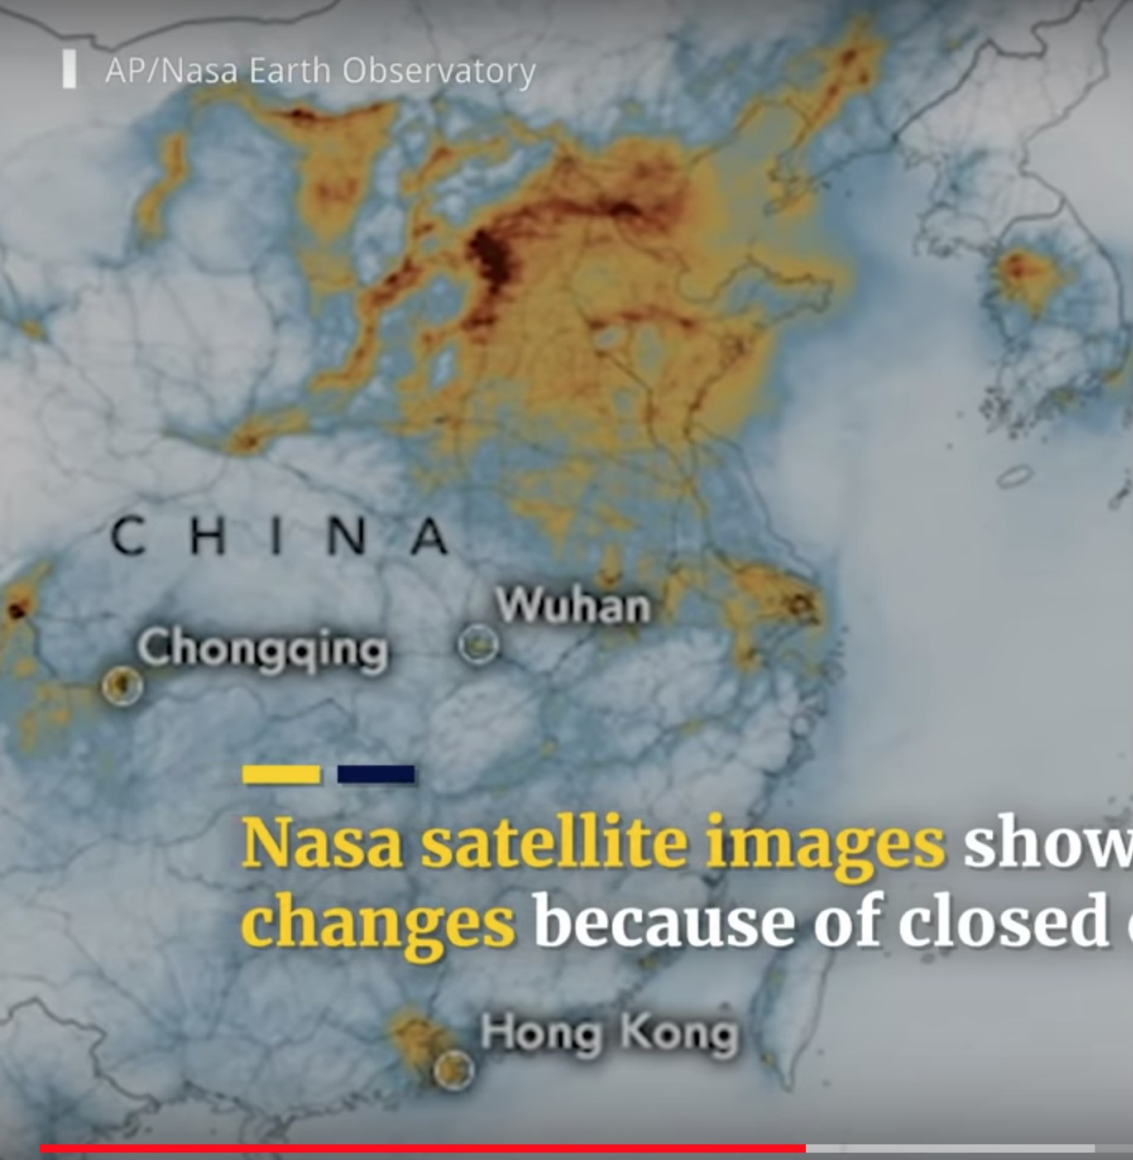 AP/Nasa Earth Observatory
CHINA
Wuhan
Chongqing
Nasa satellite images show
changes because of closed
Hong Kong